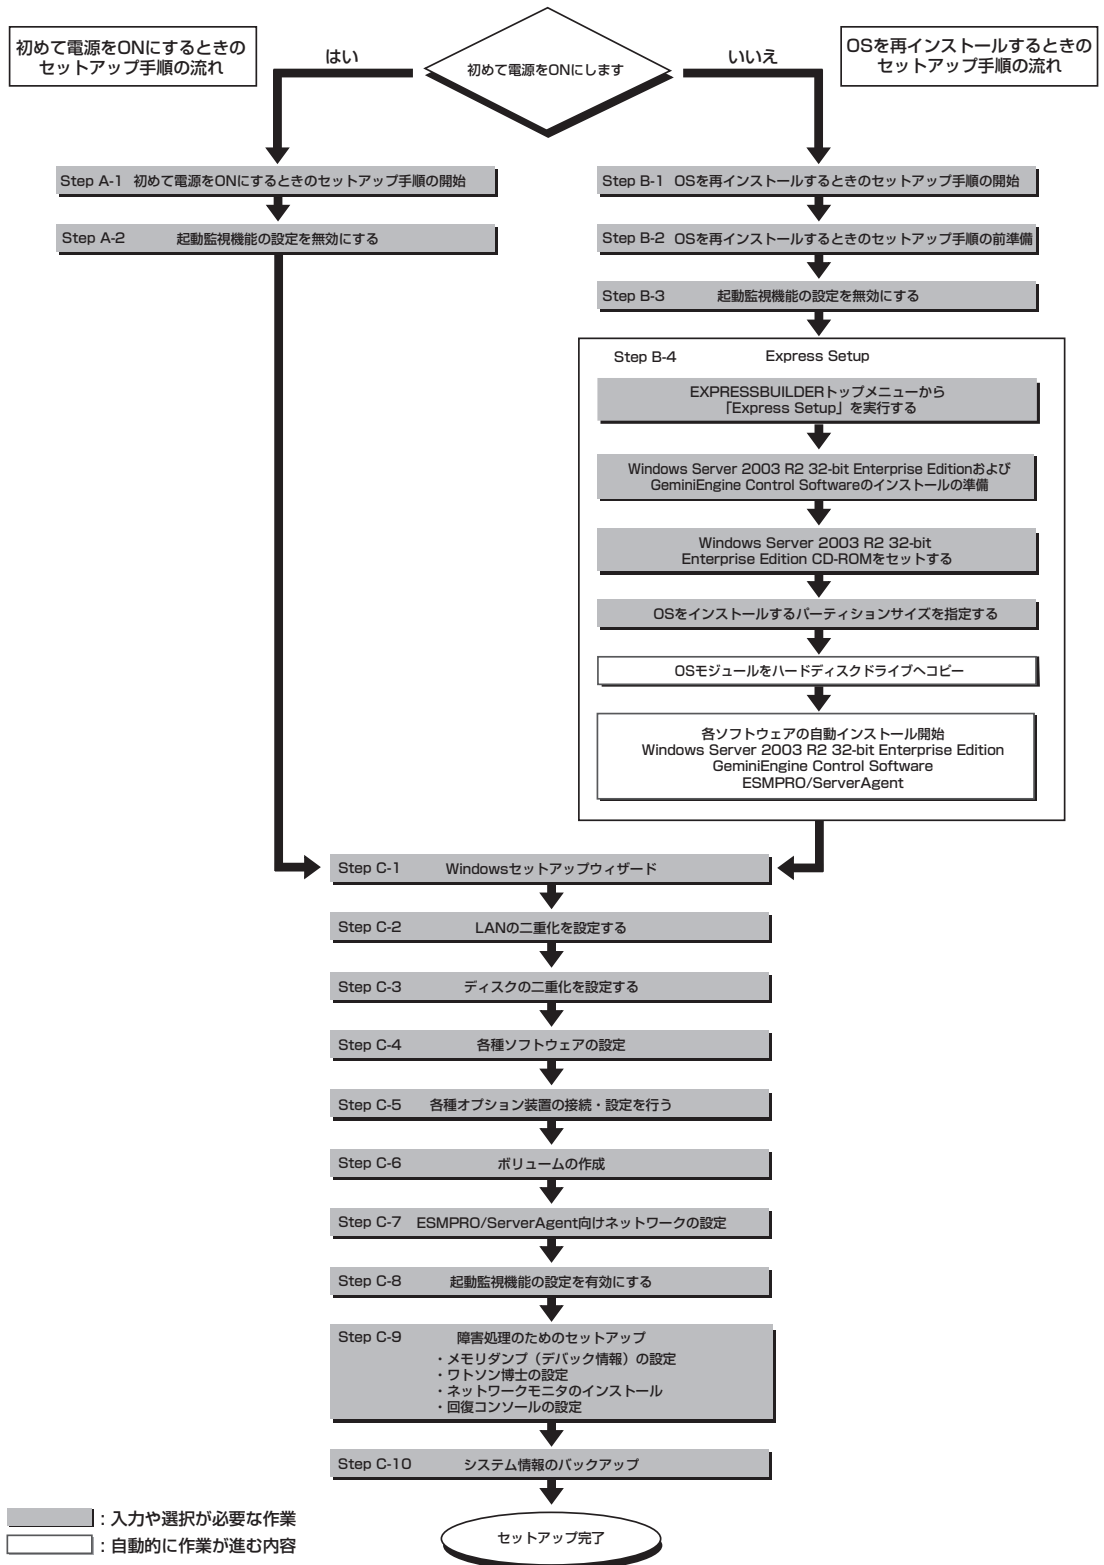 初めて電源をONにするときの
セットアップ手順の流れ
はい
初めて電源をONにします
いいえ
OSを再インストールするときの
セットアップ手順の流れ
Step A-1 初めて電源をONにするときのセットアップ手順の開始
Step A-2 起動監視機能の設定を無効にする
Step B-1 OSを再インストールするときのセットアップ手順の開始
Step B-2 OSを再インストールするときのセットアップ手順の前準備
Step B-3 起動監視機能の設定を無効にする
Step B-4 Express Setup
EXPRESSBUILDERトップメニューから
「Express Setup」を実行する
Windows Server 2003 R2 32-bit Enterprise Editionおよび
GeminiEngine Control Softwareのインストールの準備
Windows Server 2003 R2 32-bit
Enterprise Edition CD-ROMをセットする
OSをインストールするパーティションサイズを指定する
OSモジュールをハードディスクドライブへコピー
各ソフトウェアの自動インストール開始
Windows Server 2003 R2 32-bit Enterprise Edition
GeminiEngine Control Software
ESMPRO/ServerAgent
Step C-1 Windowsセットアップウィザード
Step C-2 LANの二重化を設定する
Step C-3 ディスクの二重化を設定する
Step C-4 各種ソフトウェアの設定
Step C-5 各種オプション装置の接続・設定を行う
Step C-6 ボリュームの作成
Step C-7 ESMPRO/ServerAgent向けネットワークの設定
Step C-8 起動監視機能の設定を有効にする
Step C-9 障害処理のためのセットアップ
・メモリダンプ（デバック情報）の設定
・ワトソン博士の設定
・ネットワークモニタのインストール
・回復コンソールの設定
Step C-10 システム情報のバックアップ
セットアップ完了
：入力や選択が必要な作業
：自動的に作業が進む内容